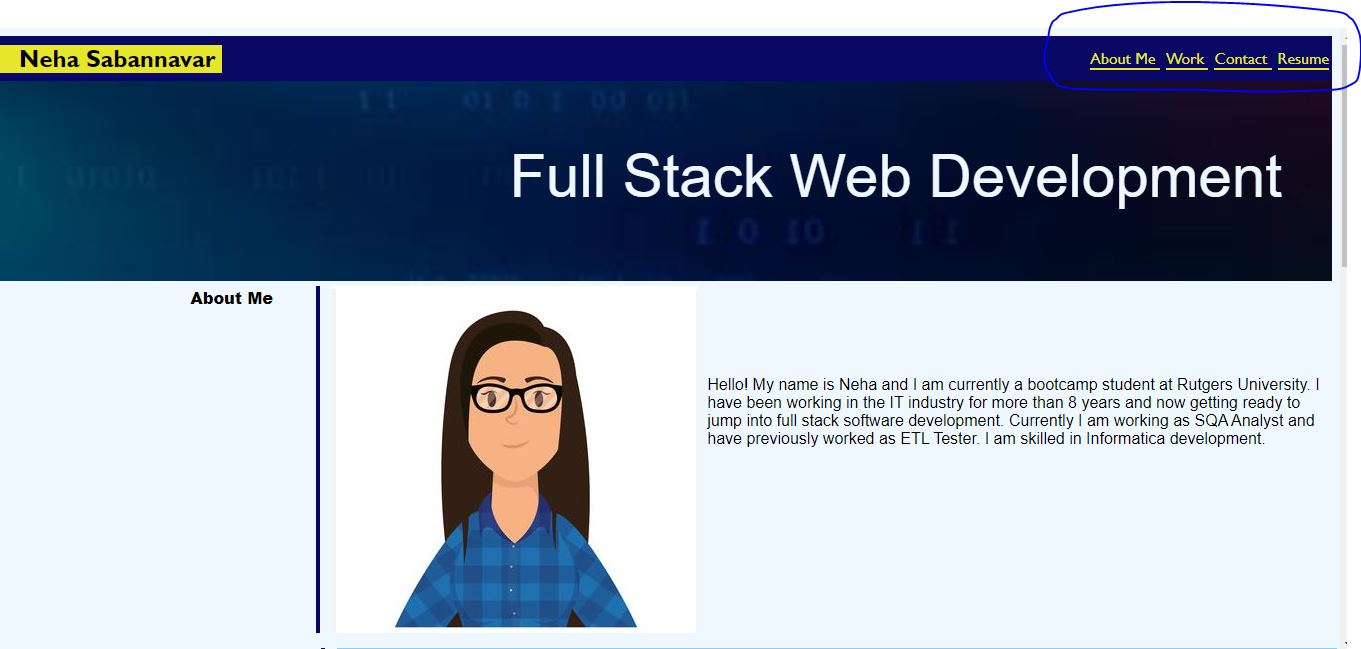 Neha Sabannavar
About Me Work Contact Resume
Full Stack Web Development
About Me
Hello! My name is Neha and I am currently a bootcamp student at Rutgers University. I
have been working in the IT industry for more than 8 years and now getting ready to
jump into full stack software development. Currently I am working as SQA Analyst and
have previously worked as ETL Tester. I am skilled in Informatica development.